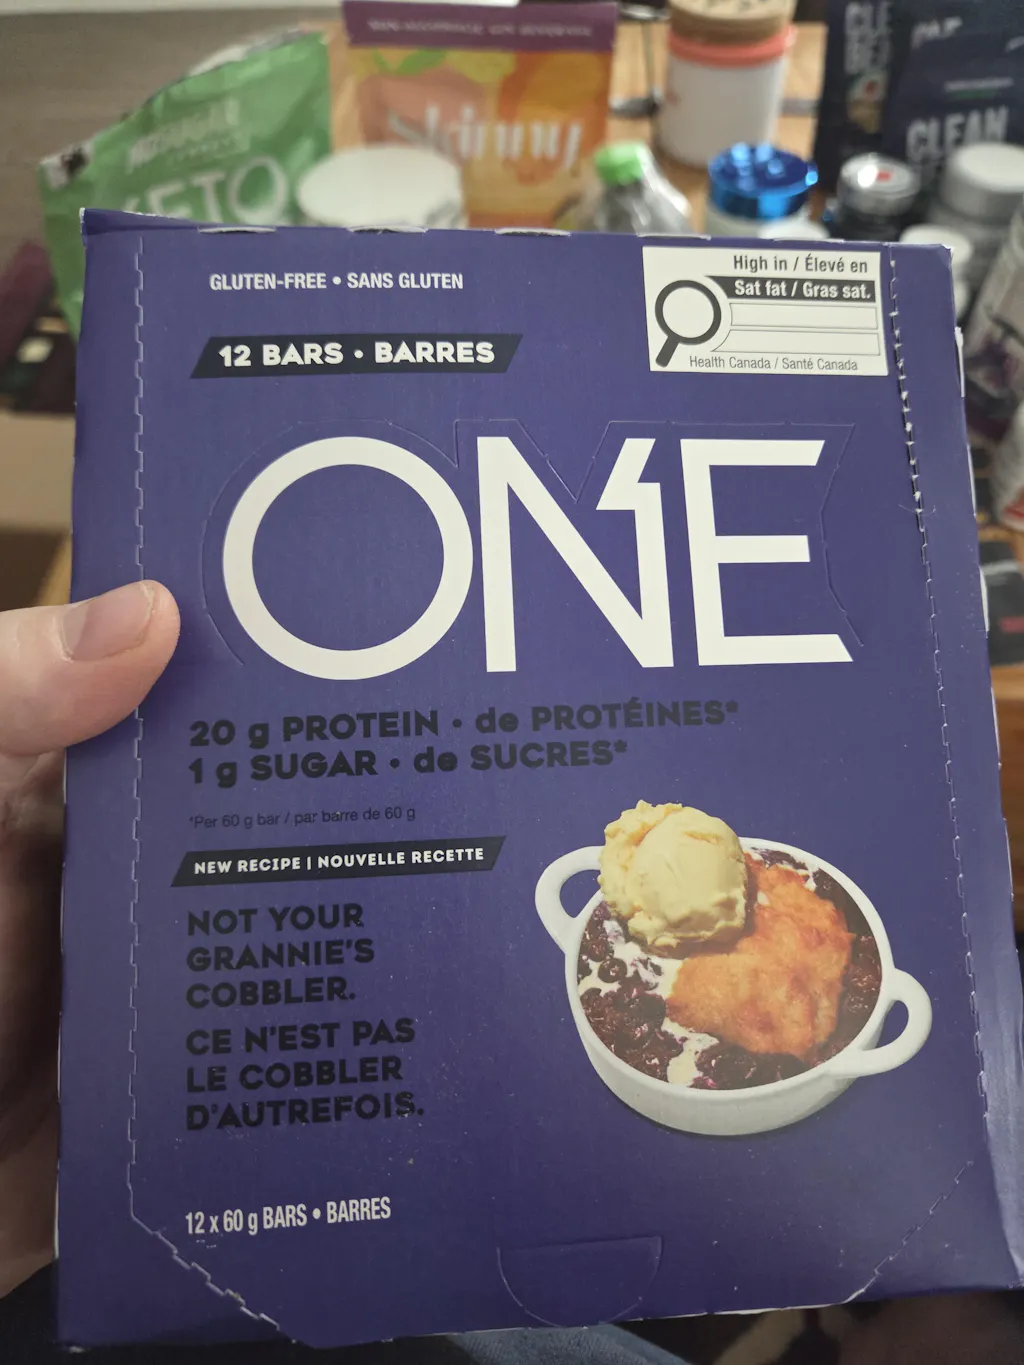 KETO
Skinny
CLEAN
GLUTEN-FREE • SANS GLUTEN
High in / Élevé en
Sat fat / Gras sat.
Health Canada / Santé Canada
12 BARS • BARRES
ONE
20 g PROTEIN • de PROTÉINES*
1 g SUGAR • de SUCRES*
*Per 60 g bar / par barre de 60 g
NEW RECIPE | NOUVELLE RECETTE
NOT YOUR
GRANNIE'S
COBBLER.
CE N'EST PAS
LE COBBLER
D'AUTREFOIS.
12 x 60 g BARS • BARRES